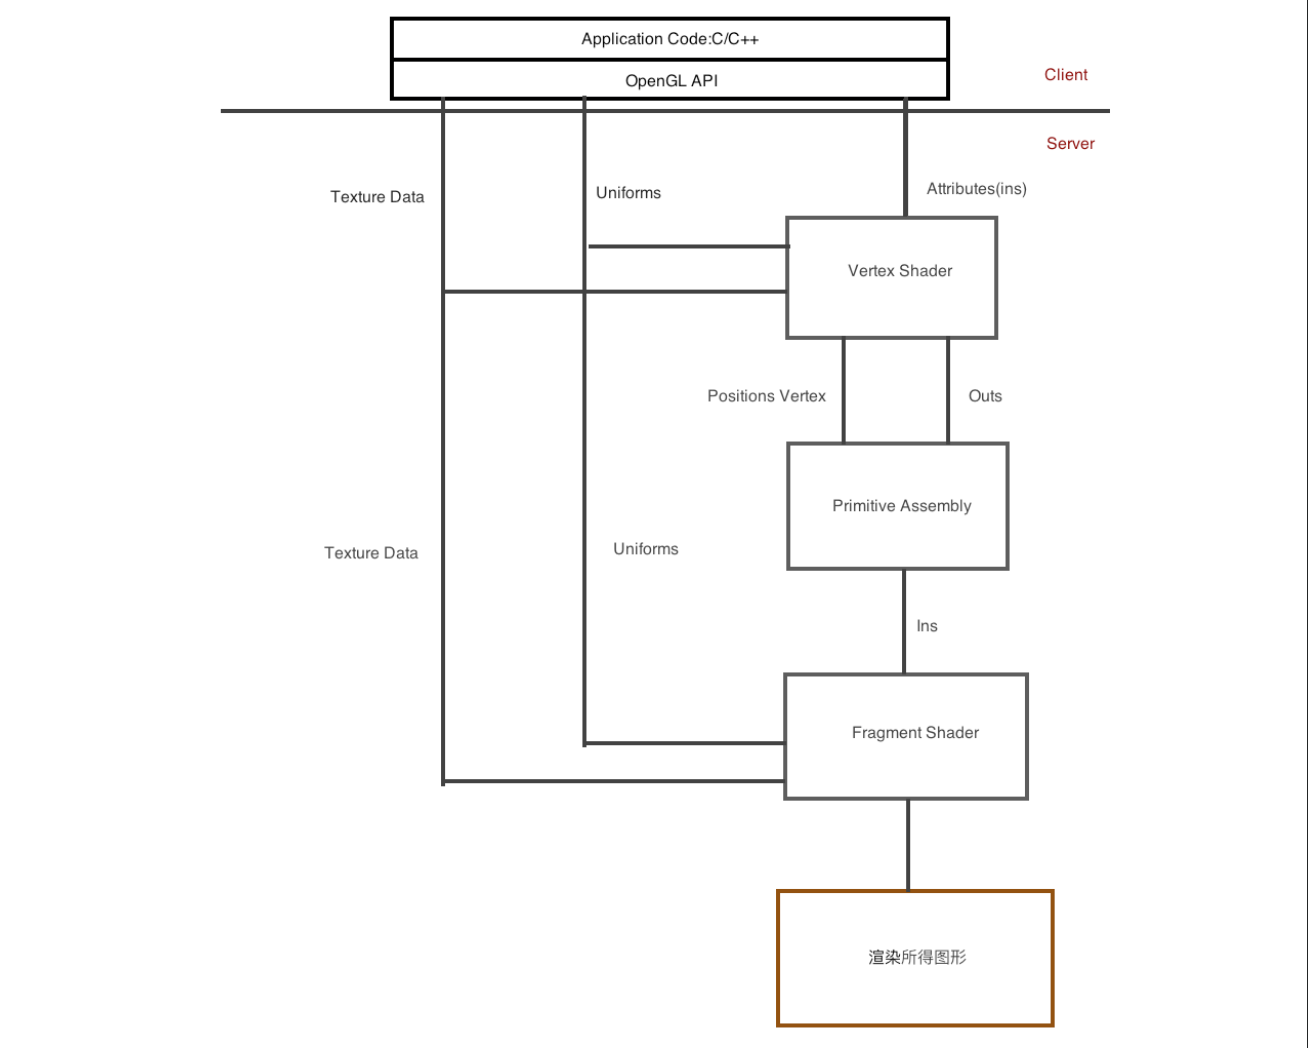 Application Code:C/C++
OpenGL API
Client
Server
Texture Data
Uniforms
Attributes(ins)
Vertex Shader
Positions Vertex
Outs
Primitive Assembly
Texture Data
Uniforms
Ins
Fragment Shader
渲染所得图形